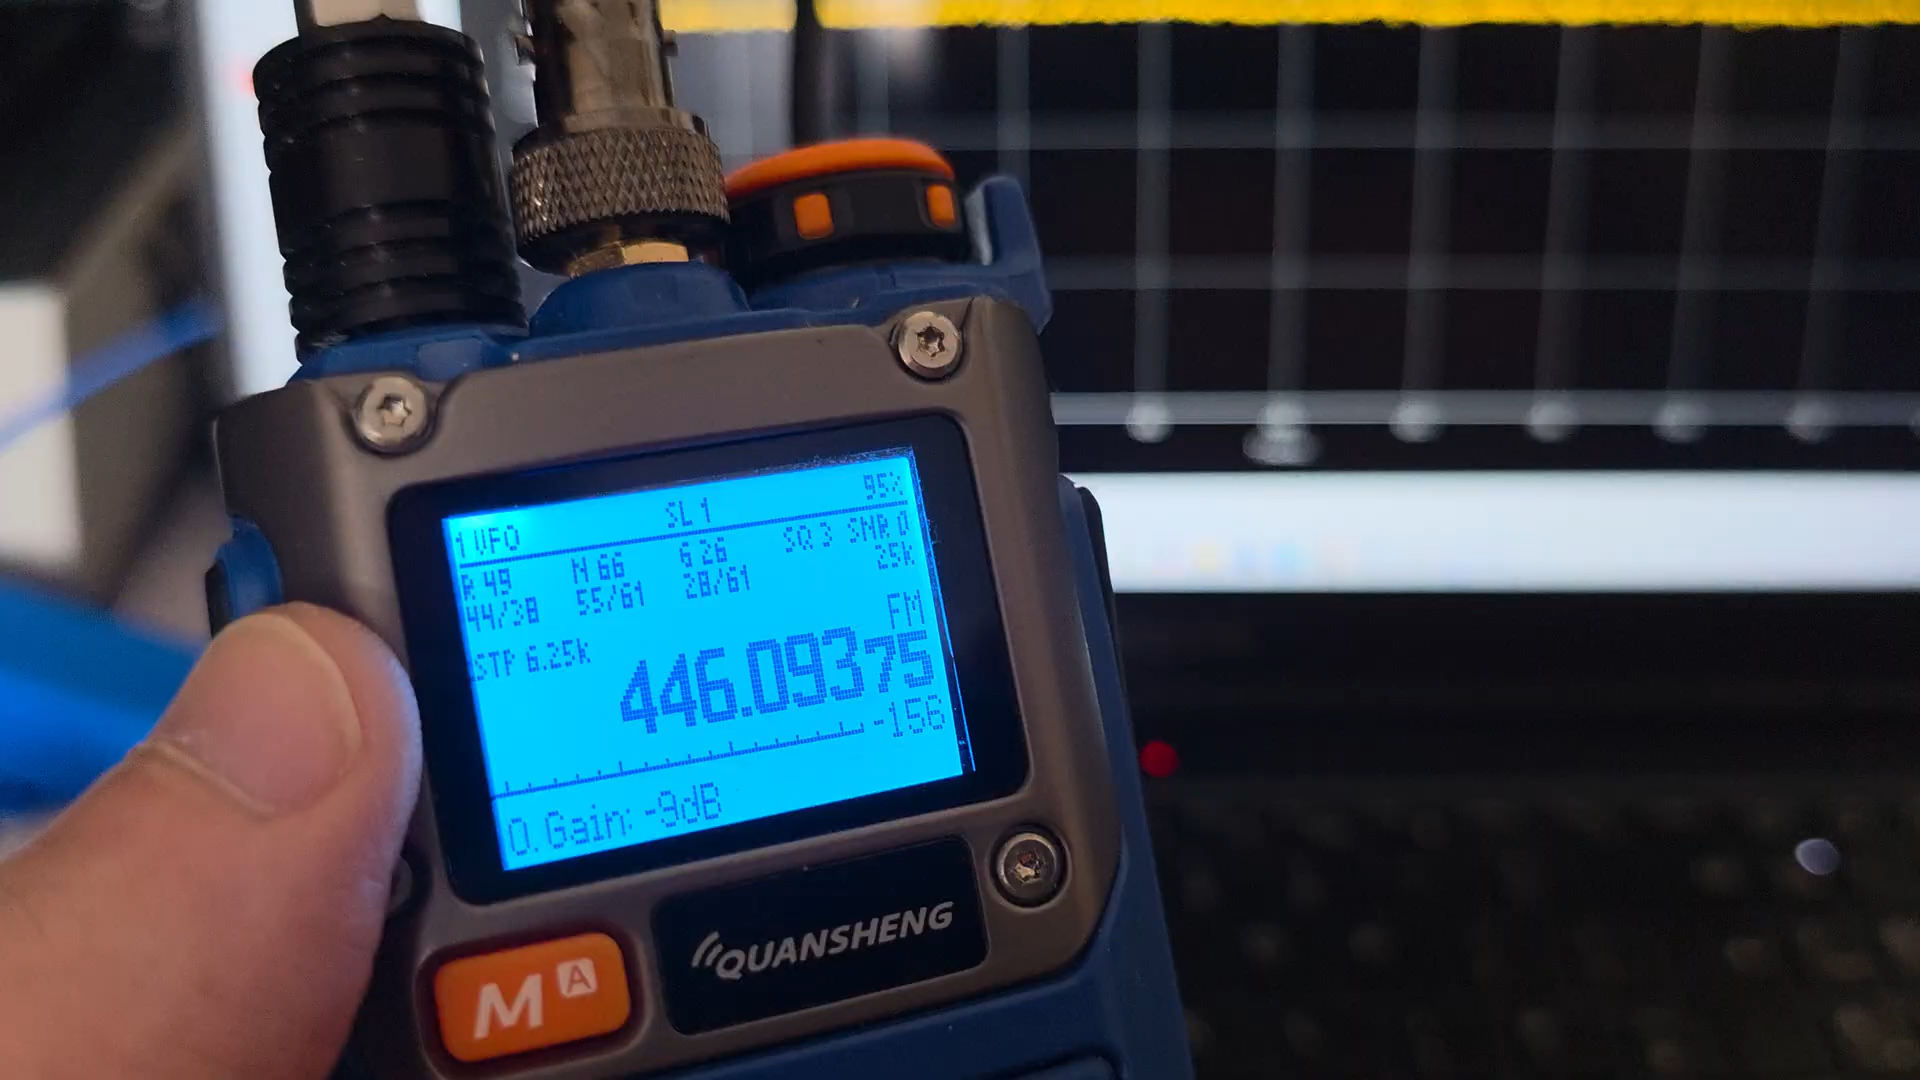 1 VFO SL 1 95%
R 49 N 66 G 26 SQ 3 SNR 0
44/38 55/61 28/61 25k
FM
STP 6.25k 446.09375
-156
0. Gain: -9dB
QUANSHENG
M A